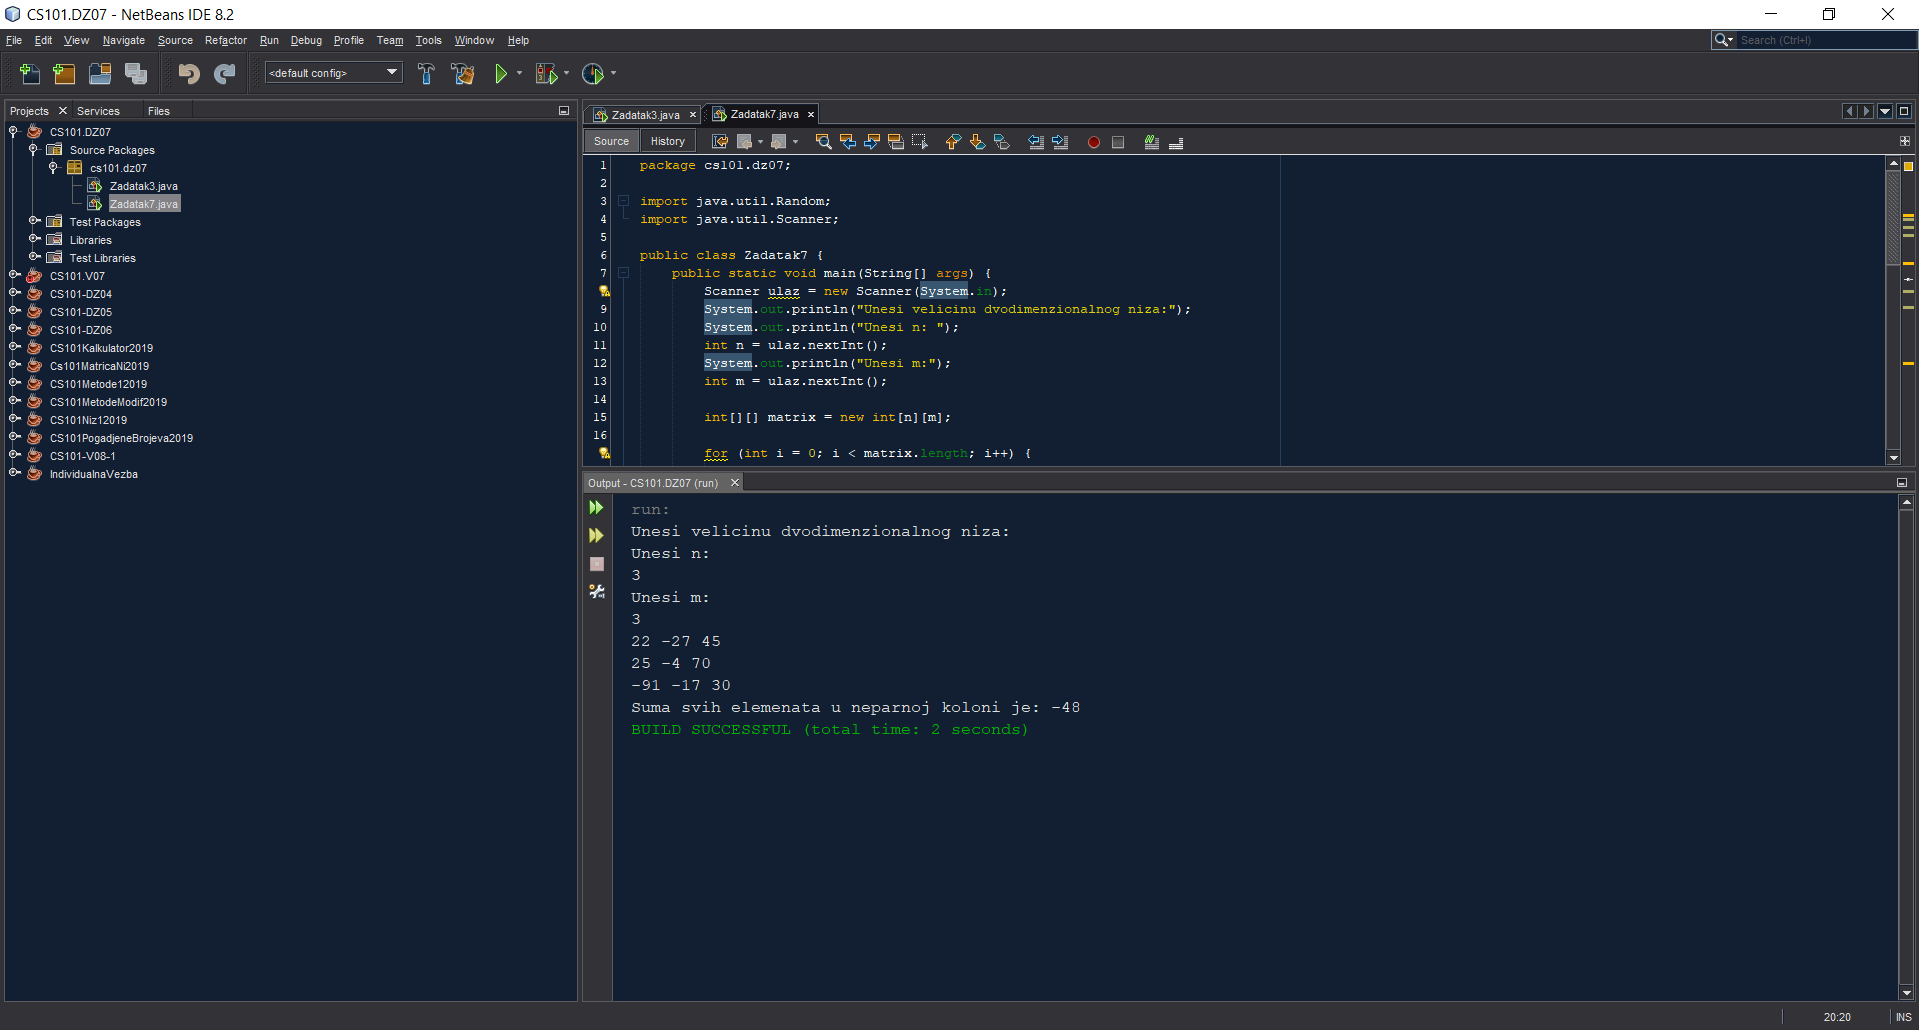 CS101.DZ07 - NetBeans IDE 8.2
File Edit View Navigate Source Refactor Run Debug Profile Team Tools Window Help
Search (Ctrl+I)
<default config>
Projects Services Files
CS101.DZ07
Source Packages
cs101.dz07
Zadatak3.java
Zadatak7.java
Test Packages
Libraries
Test Libraries
CS101.V07
CS101-DZ04
CS101-DZ05
CS101-DZ06
CS101Kalkulator2019
Cs101MatricaNi2019
CS101Metode12019
CS101MetodeModif2019
CS101Niz12019
CS101PogadjeneBrojeva2019
CS101-V08-1
IndividualnaVezba
Zadatak3.java Zadatak7.java
Source History
1 package cs101.dz07;
2
3 import java.util.Random;
4 import java.util.Scanner;
5
6 public class Zadatak7 {
7 public static void main(String[] args) {
Scanner ulaz = new Scanner(System.in);
9 System.out.println("Unesi velicinu dvodimenzionalnog niza:");
10 System.out.println("Unesi n: ");
11 int n = ulaz.nextInt();
12 System.out.println("Unesi m:");
13 int m = ulaz.nextInt();
14
15 int[][] matrix = new int[n][m];
16
for (int i = 0; i < matrix.length; i++) {
Output - CS101.DZ07 (run)
run:
Unesi velicinu dvodimenzionalnog niza:
Unesi n:
3
Unesi m:
3
22 -27 45
25 -4 70
-91 -17 30
Suma svih elemenata u neparnoj koloni je: -48
BUILD SUCCESSFUL (total time: 2 seconds)
20:20 INS